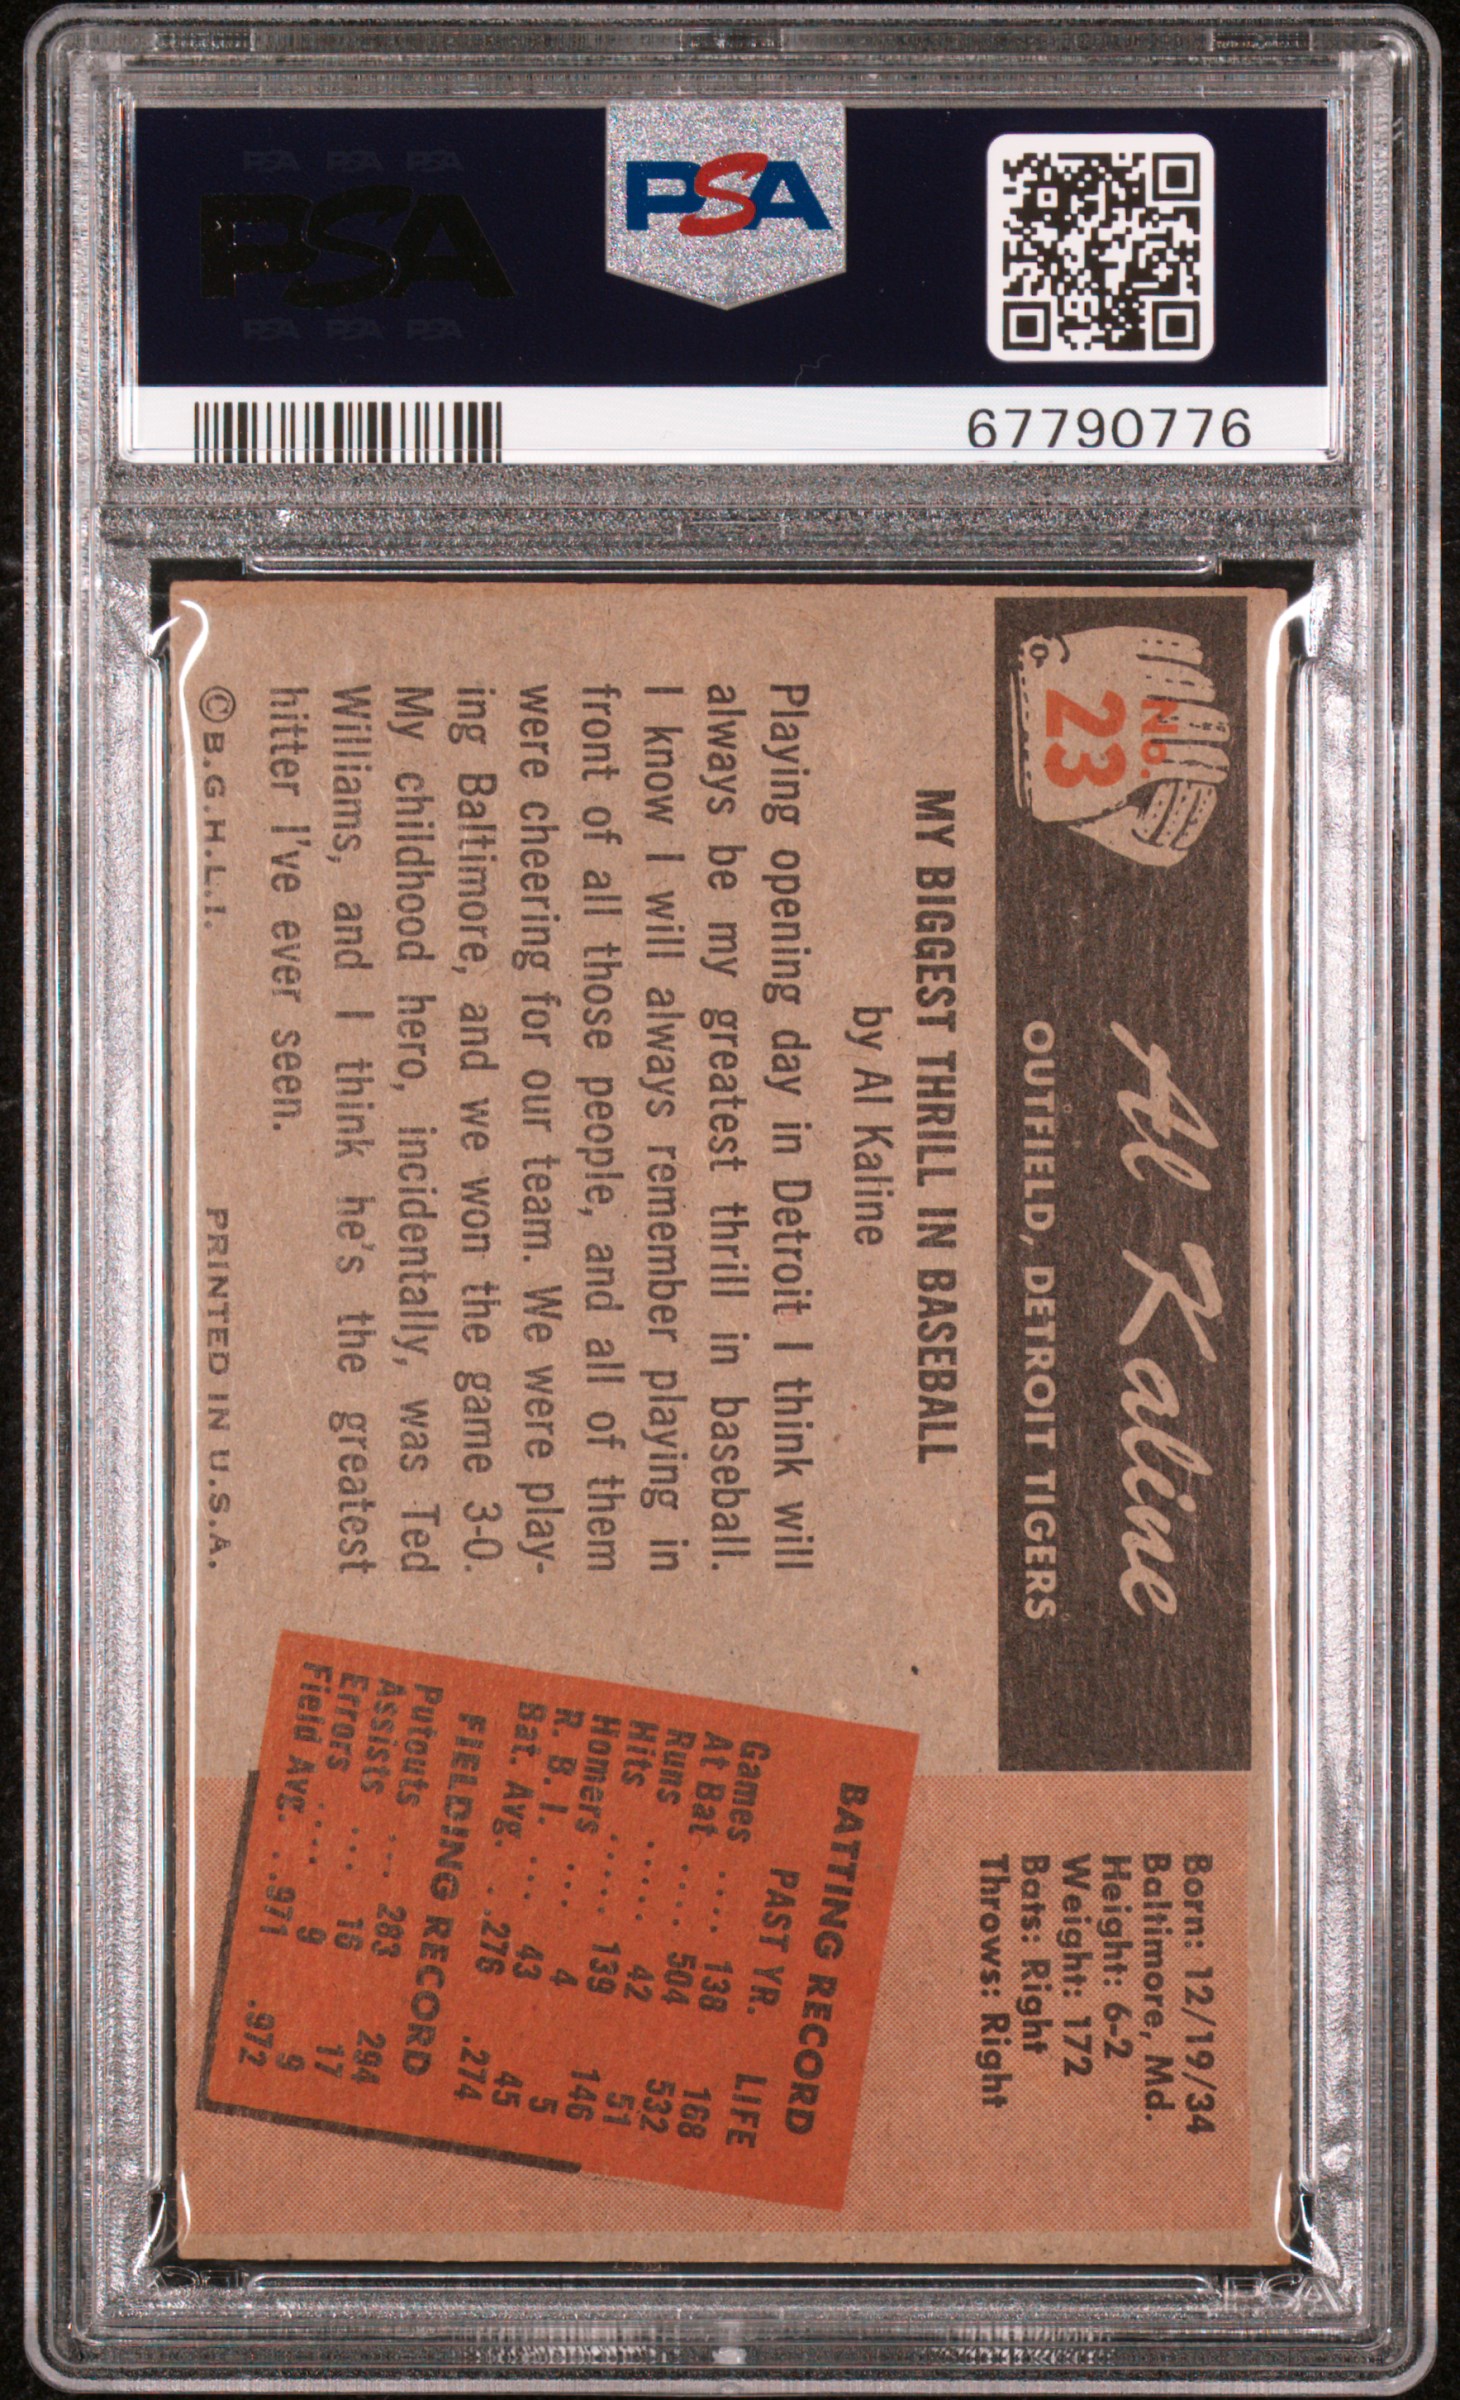 PSA PSA PSA
PSA
PSA PSA PSA
PSA
67790776
No.
23
Al Kaline
OUTFIELD, DETROIT TIGERS
MY BIGGEST THRILL IN BASEBALL
by Al Kaline
Playing opening day in Detroit I think will
always be my greatest thrill in baseball.
I know I will always remember playing in
front of all those people, and all of them
were cheering for our team. We were play-
ing Baltimore, and we won the game 3-0.
My childhood hero, incidentally, was Ted
Williams, and I think he's the greatest
hitter I've ever seen.
© B.G.H.L.I. PRINTED IN U.S.A.
Born: 12/19/34
Baltimore, Md.
Height: 6-2
Weight: 172
Bats: Right
Throws: Right
BATTING RECORD
PAST YR. LIFE
Games .... 138 168
At Bat .... 504 532
Runs ..... 42 51
Hits ..... 139 146
Homers ... 4 5
R. B. I. ... 43 45
Bat. Avg. . .276 .274
FIELDING RECORD
Putouts ... 283 294
Assists ... 16 17
Errors .... 9 9
Field Avg. . .971 .972
PSA